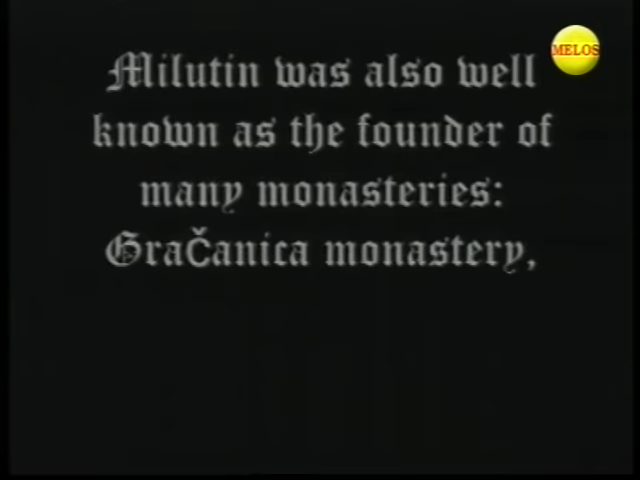 MELOS
Milutin was also well
known as the founder of
many monasteries:
GraČanica monastery,